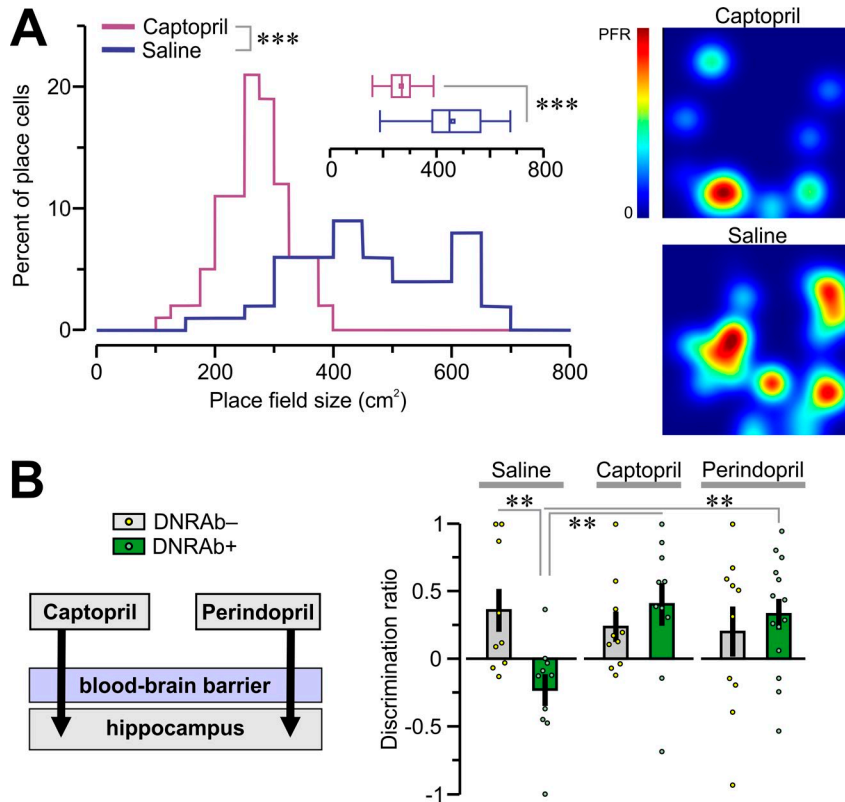 A
Captopril
Saline
***
Percent of place cells
20
10
0
***
0 400 800
0 200 400 600 800
Place field size (cm²)
Captopril
PFR
0
Saline
B
DNRAb–
DNRAb+
Captopril Perindopril
blood-brain barrier
hippocampus
Saline Captopril Perindopril
** ** **
Discrimination ratio
1
0.5
0
0.5
-1